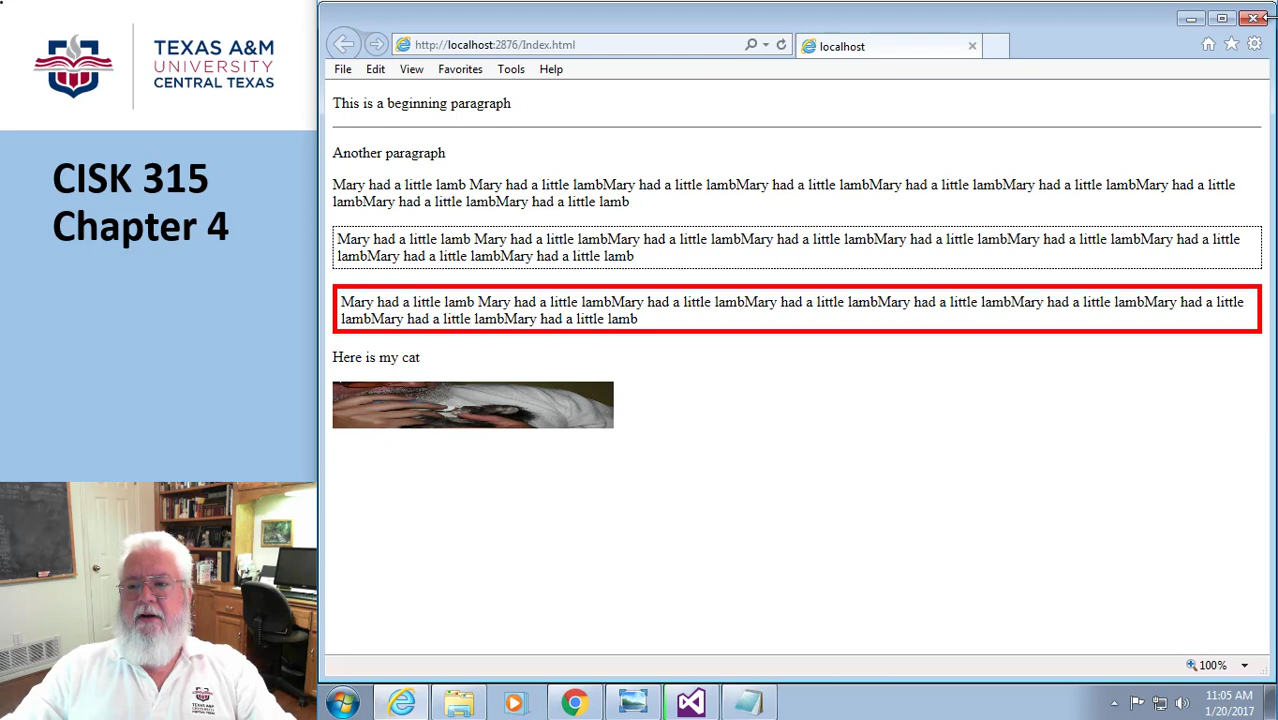 TEXAS A&M
UNIVERSITY
CENTRAL TEXAS
CISK 315
Chapter 4
http://localhost:2876/Index.html
localhost
File Edit View Favorites Tools Help
This is a beginning paragraph
Another paragraph
Mary had a little lamb Mary had a little lambMary had a little lambMary had a little lambMary had a little lambMary had a little lambMary had a little
lambMary had a little lambMary had a little lamb
Mary had a little lamb Mary had a little lambMary had a little lambMary had a little lambMary had a little lambMary had a little lambMary had a little
lambMary had a little lambMary had a little lamb
Mary had a little lamb Mary had a little lambMary had a little lambMary had a little lambMary had a little lambMary had a little lambMary had a little
lambMary had a little lambMary had a little lamb
Here is my cat
100%
11:05 AM
1/20/2017